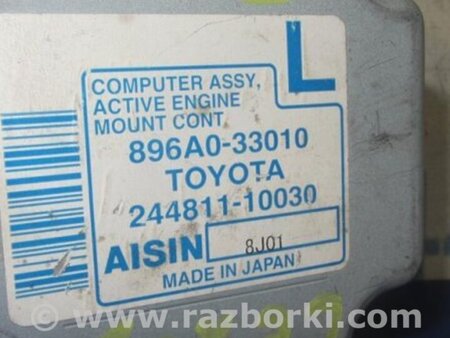 L
COMPUTER ASSY,
ACTIVE ENGINE
MOUNT CONT
896A0-33010
TOYOTA
244811-10030
AISIN 8J01
MADE IN JAPAN
www.razborki.com